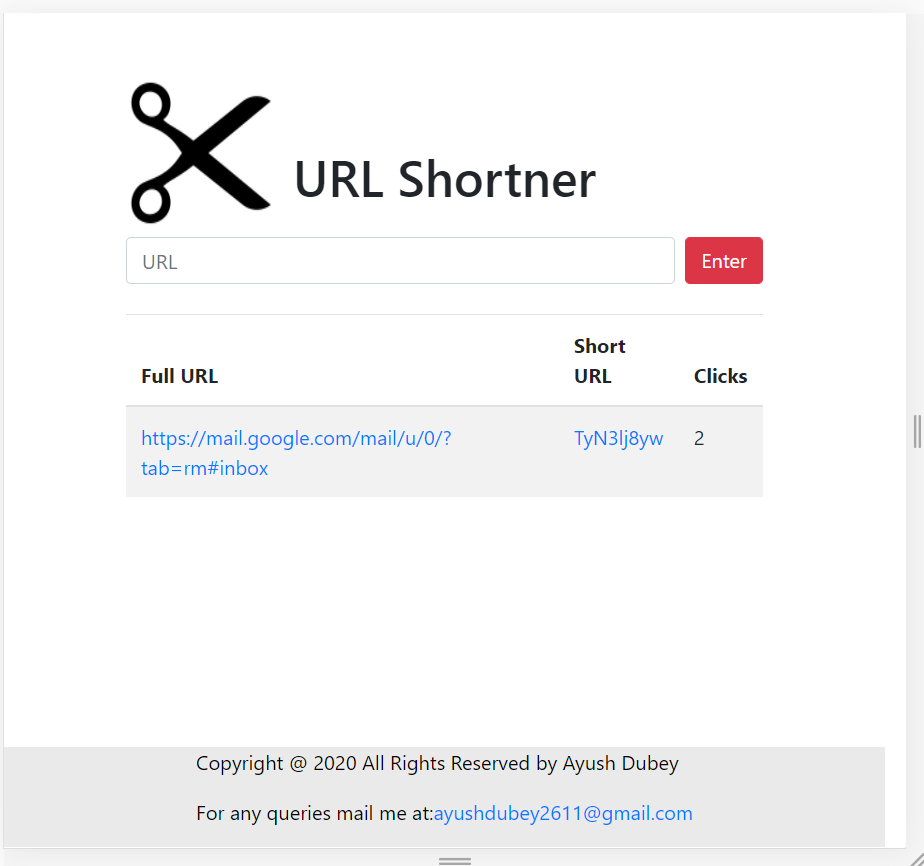 URL Shortner
URL
Enter
Full URL
Short
URL
Clicks
https://mail.google.com/mail/u/0/?
tab=rm#inbox
TyN3lj8yw
2
Copyright @ 2020 All Rights Reserved by Ayush Dubey
For any queries mail me at:ayushdubey2611@gmail.com